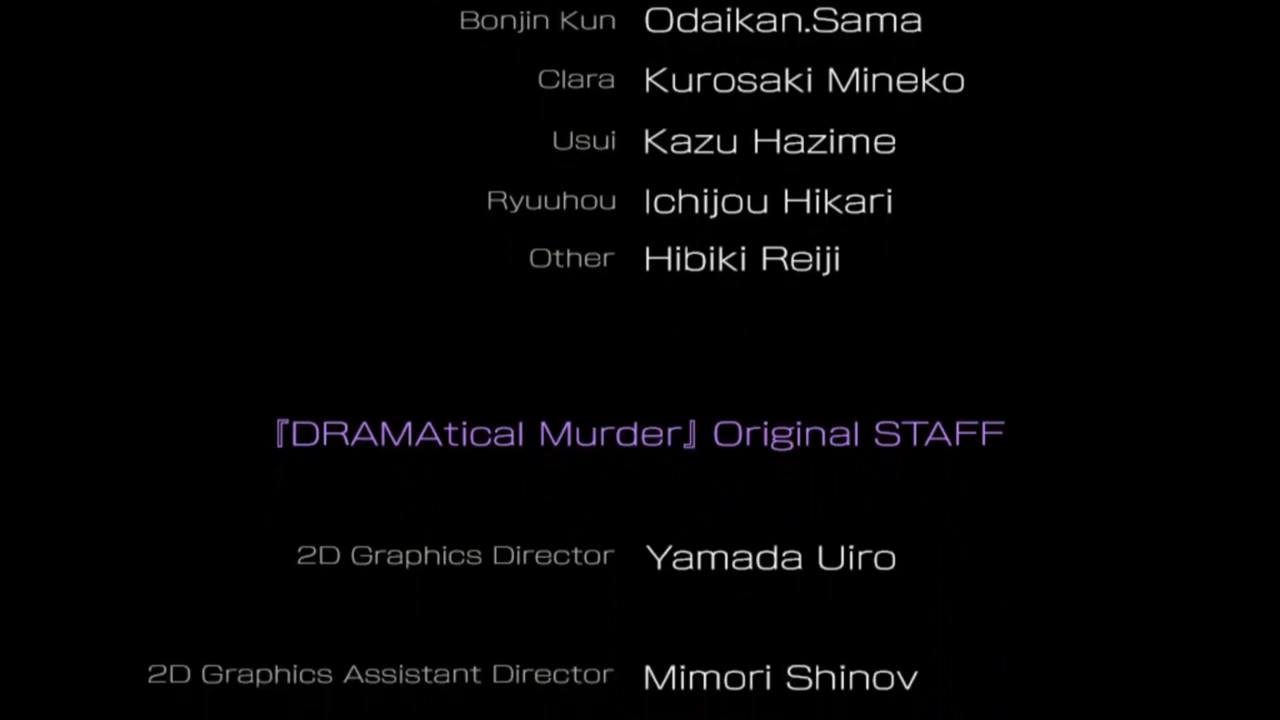 Bonjin Kun Odaikan.Sama
Clara Kurosaki Mineko
Usui Kazu Hazime
Ryuuhou Ichijou Hikari
Other Hibiki Reiji
『DRAMAtical Murder』 Original STAFF
2D Graphics Director Yamada Uiro
2D Graphics Assistant Director Mimori Shinov